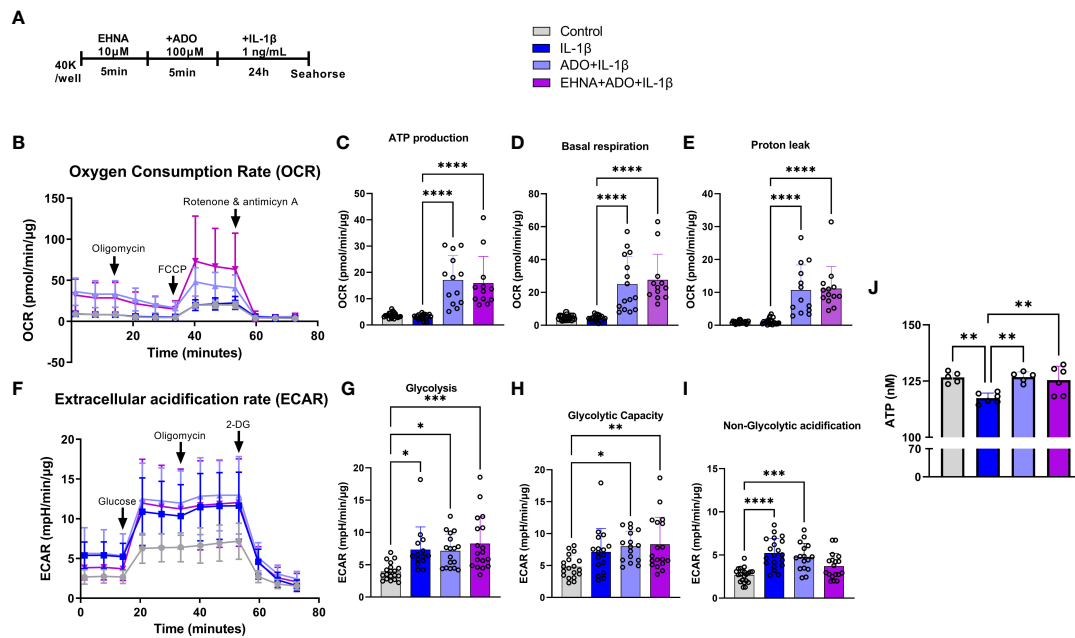 A
EHNA +ADO +IL-1β
10µM 100µM 1 ng/mL
40K
/well 5min 5min 24h Seahorse
Control
IL-1β
ADO+IL-1β
EHNA+ADO+IL-1β
B
Oxygen Consumption Rate (OCR)
OCR (pmol/min/µg)
150
100
50
0
-50
Oligomycin
FCCP
Rotenone & antimicyn A
20 40 60 80
Time (minutes)
C
ATP production
OCR (pmol/min/µg)
50
40
30
20
10
0
****
****
D
Basal respiration
OCR (pmol/min/µg)
80
60
40
20
0
****
****
E
Proton leak
OCR (pmol/min/µg)
40
30
20
10
0
****
****
F
Extracellular acidification rate (ECAR)
ECAR (mpH/min/µg)
20
15
10
5
0
Glucose
Oligomycin
2-DG
0 20 40 60 80
Time (minutes)
G
Glycolysis
ECAR (mpH/min/µg)
20
15
10
5
0
***
*
*
H
Glycolytic Capacity
ECAR (mpH/min/µg)
20
15
10
5
0
**
*
I
Non-Glycolytic acidification
ECAR (mpH/min/µg)
15
10
5
0
***
****
J
ATP (nM)
150
125
100
70
0
**
** **